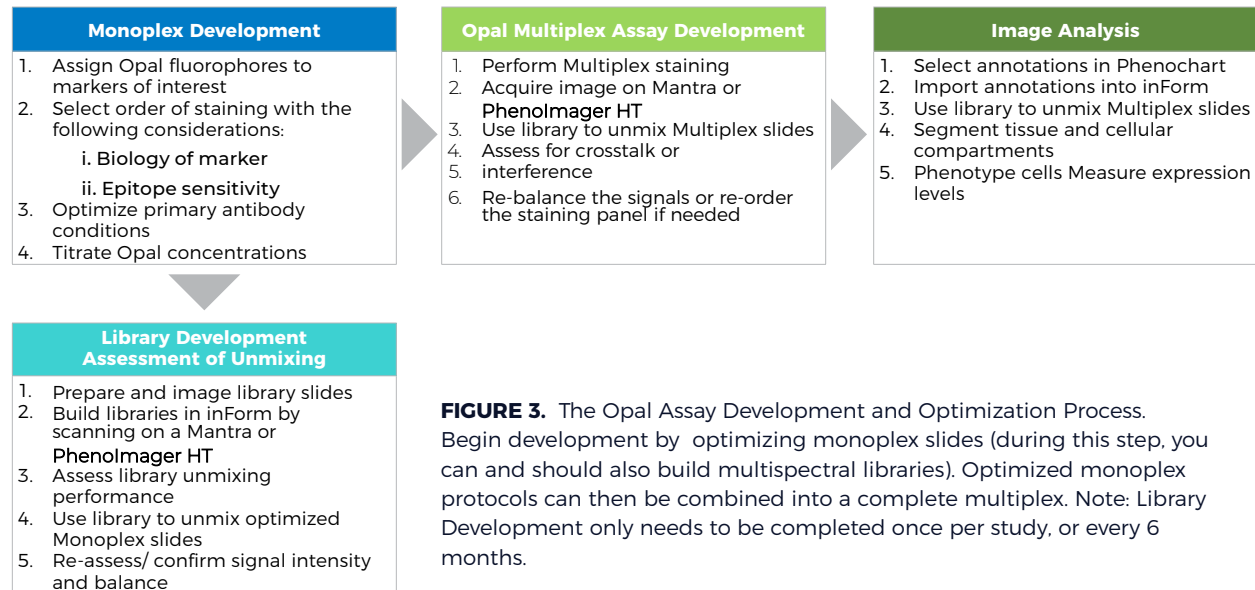 Monoplex Development
1. Assign Opal fluorophores to
markers of interest
2. Select order of staining with the
following considerations:
i. Biology of marker
ii. Epitope sensitivity
3. Optimize primary antibody
conditions
4. Titrate Opal concentrations
Opal Multiplex Assay Development
1. Perform Multiplex staining
2. Acquire image on Mantra or
PhenoImager HT
3. Use library to unmix Multiplex slides
4. Assess for crosstalk or
5. interference
6. Re-balance the signals or re-order
the staining panel if needed
Image Analysis
1. Select annotations in Phenochart
2. Import annotations into inForm
3. Use library to unmix Multiplex slides
4. Segment tissue and cellular
compartments
5. Phenotype cells Measure expression
levels
Library Development
Assessment of Unmixing
1. Prepare and image library slides
2. Build libraries in inForm by
scanning on a Mantra or
PhenoImager HT
3. Assess library unmixing
performance
4. Use library to unmix optimized
Monoplex slides
5. Re-assess/ confirm signal intensity
and balance
FIGURE 3. The Opal Assay Development and Optimization Process.
Begin development by optimizing monoplex slides (during this step, you
can and should also build multispectral libraries). Optimized monoplex
protocols can then be combined into a complete multiplex. Note: Library
Development only needs to be completed once per study, or every 6
months.